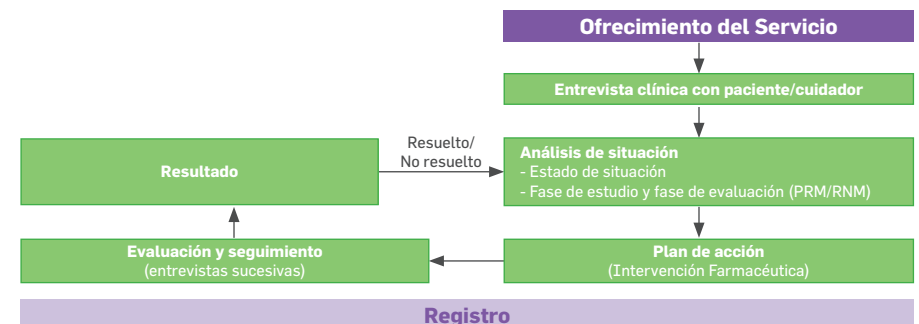 Ofrecimiento del Servicio
Entrevista clínica con paciente/cuidador
Análisis de situación
- Estado de situación
- Fase de estudio y fase de evaluación (PRM/RNM)
Resuelto/
No resuelto
Resultado
Plan de acción
(Intervención Farmacéutica)
Evaluación y seguimiento
(entrevistas sucesivas)
Registro